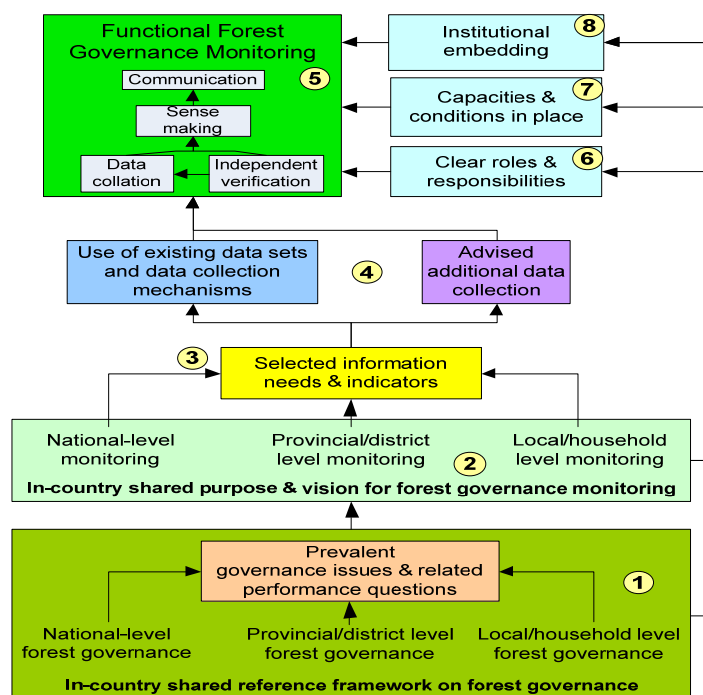 Functional Forest
Governance Monitoring
5
Communication
Sense
making
Data
collation
Independent
verification
8
Institutional
embedding
7
Capacities &
conditions in place
6
Clear roles &
responsibilities
Use of existing data sets
and data collection
mechanisms
4
Advised
additional data
collection
3
Selected information
needs & indicators
National-level
monitoring
Provincial/district
level monitoring
Local/household
level monitoring
2
In-country shared purpose & vision for forest governance monitoring
Prevalent
governance issues & related
performance questions
1
National-level
forest governance
Provincial/district level
forest governance
Local/household level
forest governance
In-country shared reference framework on forest governance